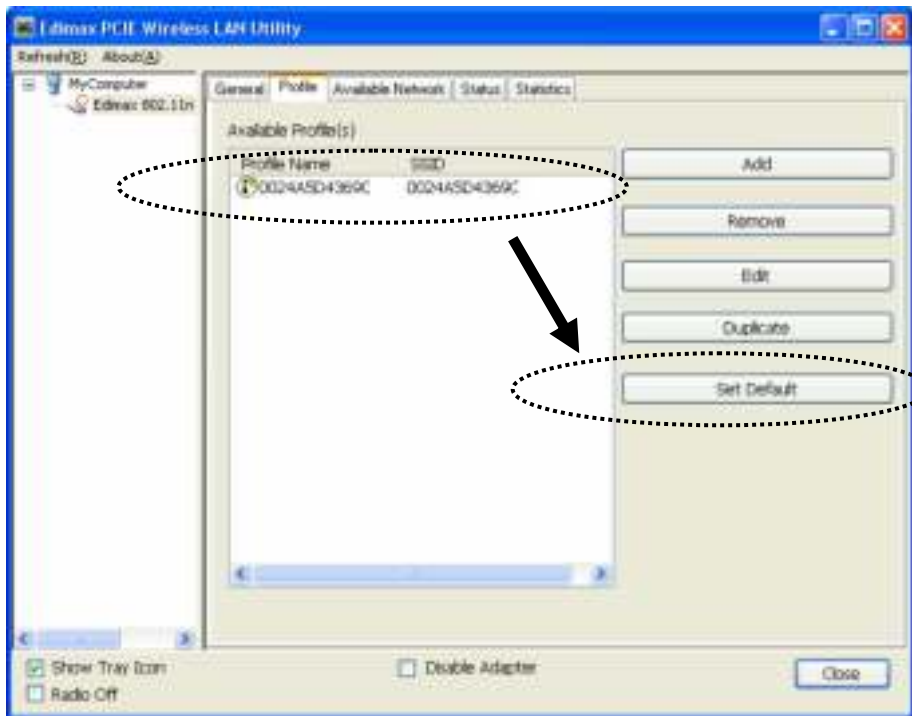 Edimax PCIE Wireless LAN Utility
Refresh(R) About(A)
MyComputer
Edimax 802.11n
General Profile Available Network Status Statistics
Available Profile(s)
Profile Name SSID
0024A5D4369C 0024A5D4369C
Add
Remove
Edit
Duplicate
Set Default
Show Tray Icon
Radio Off
Disable Adapter
Close